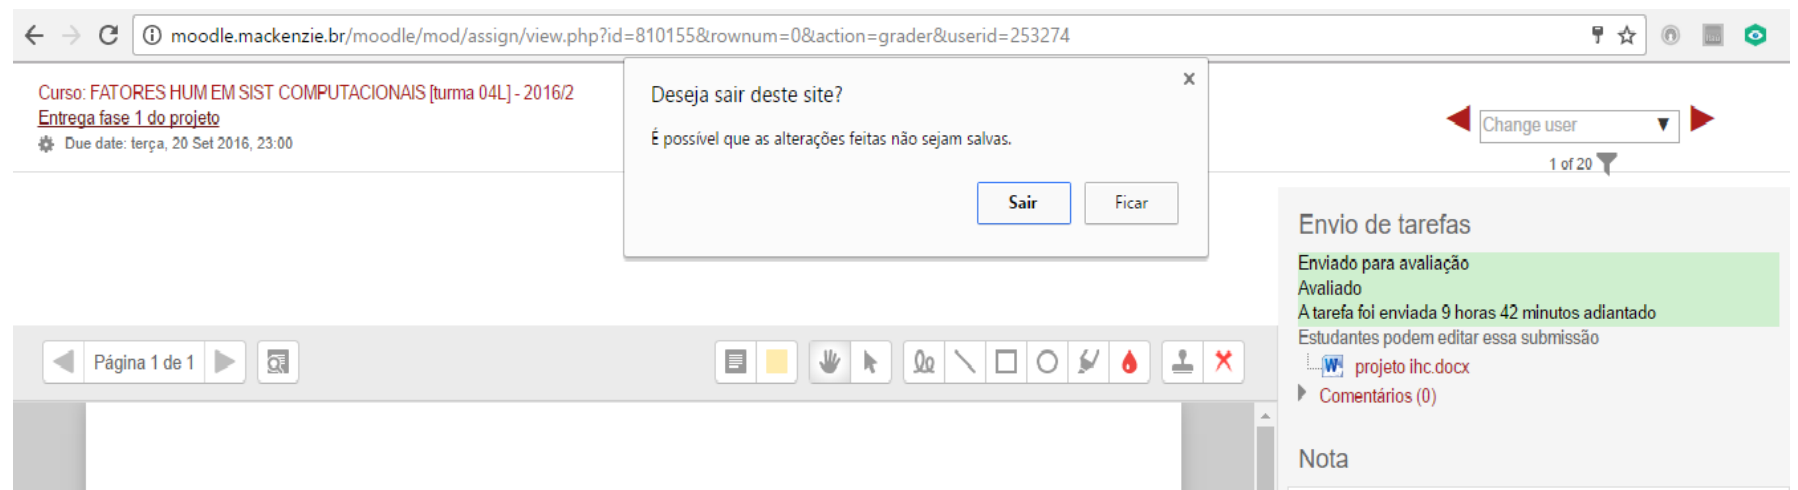 moodle.mackenzie.br/moodle/mod/assign/view.php?id=810155&rownum=0&action=grader&userid=253274
Curso: FATORES HUM EM SIST COMPUTACIONAIS [turma 04L] - 2016/2
Entrega fase 1 do projeto
Due date: terça, 20 Set 2016, 23:00
Deseja sair deste site?
É possível que as alterações feitas não sejam salvas.
Sair Ficar
Change user
1 of 20
Envio de tarefas
Enviado para avaliação
Avaliado
A tarefa foi enviada 9 horas 42 minutos adiantado
Estudantes podem editar essa submissão
projeto ihc.docx
Comentários (0)
Página 1 de 1
Nota